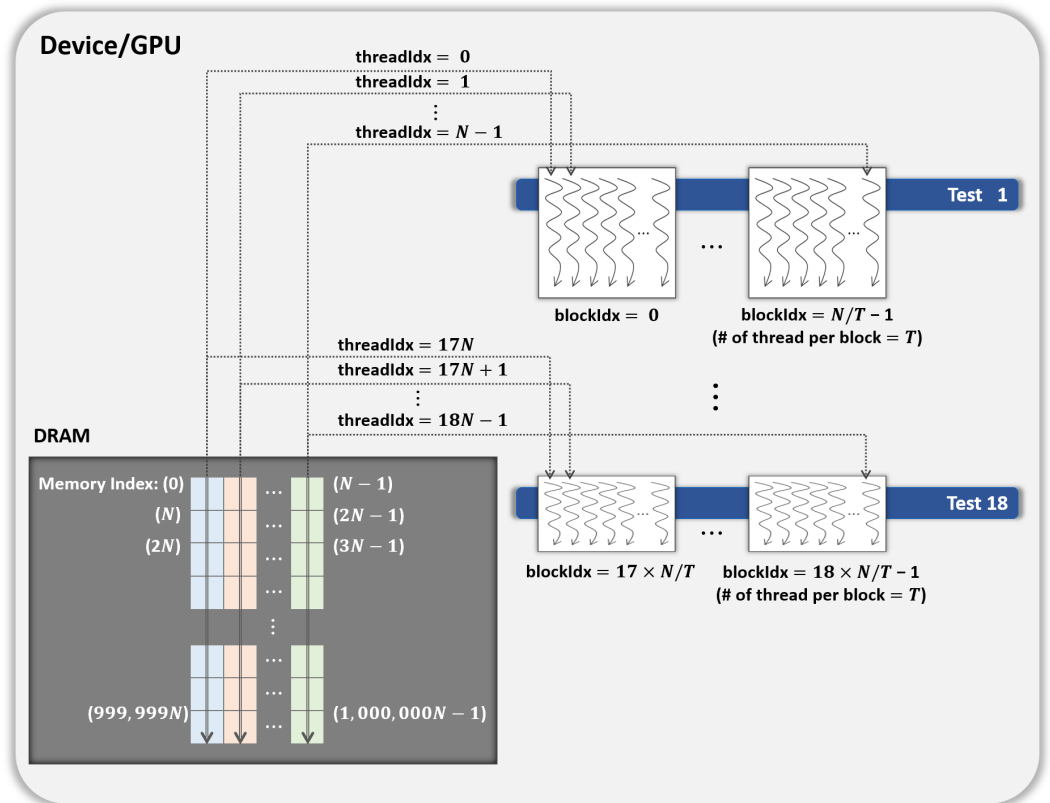 Device/GPU
threadIdx = 0
threadIdx = 1
⋮
threadIdx = N − 1
Test 1
...
...
...
blockIdx = 0
blockIdx = N/T − 1
(# of thread per block = T)
threadIdx = 17N
threadIdx = 17N + 1
⋮
threadIdx = 18N − 1
⋮
Test 18
...
...
...
blockIdx = 17 × N/T
blockIdx = 18 × N/T − 1
(# of thread per block = T)
DRAM
Memory Index: (0) ... (N − 1)
(N) ... (2N − 1)
(2N) ... (3N − 1)
...
⋮
...
...
(999,999N) ... (1,000,000N − 1)